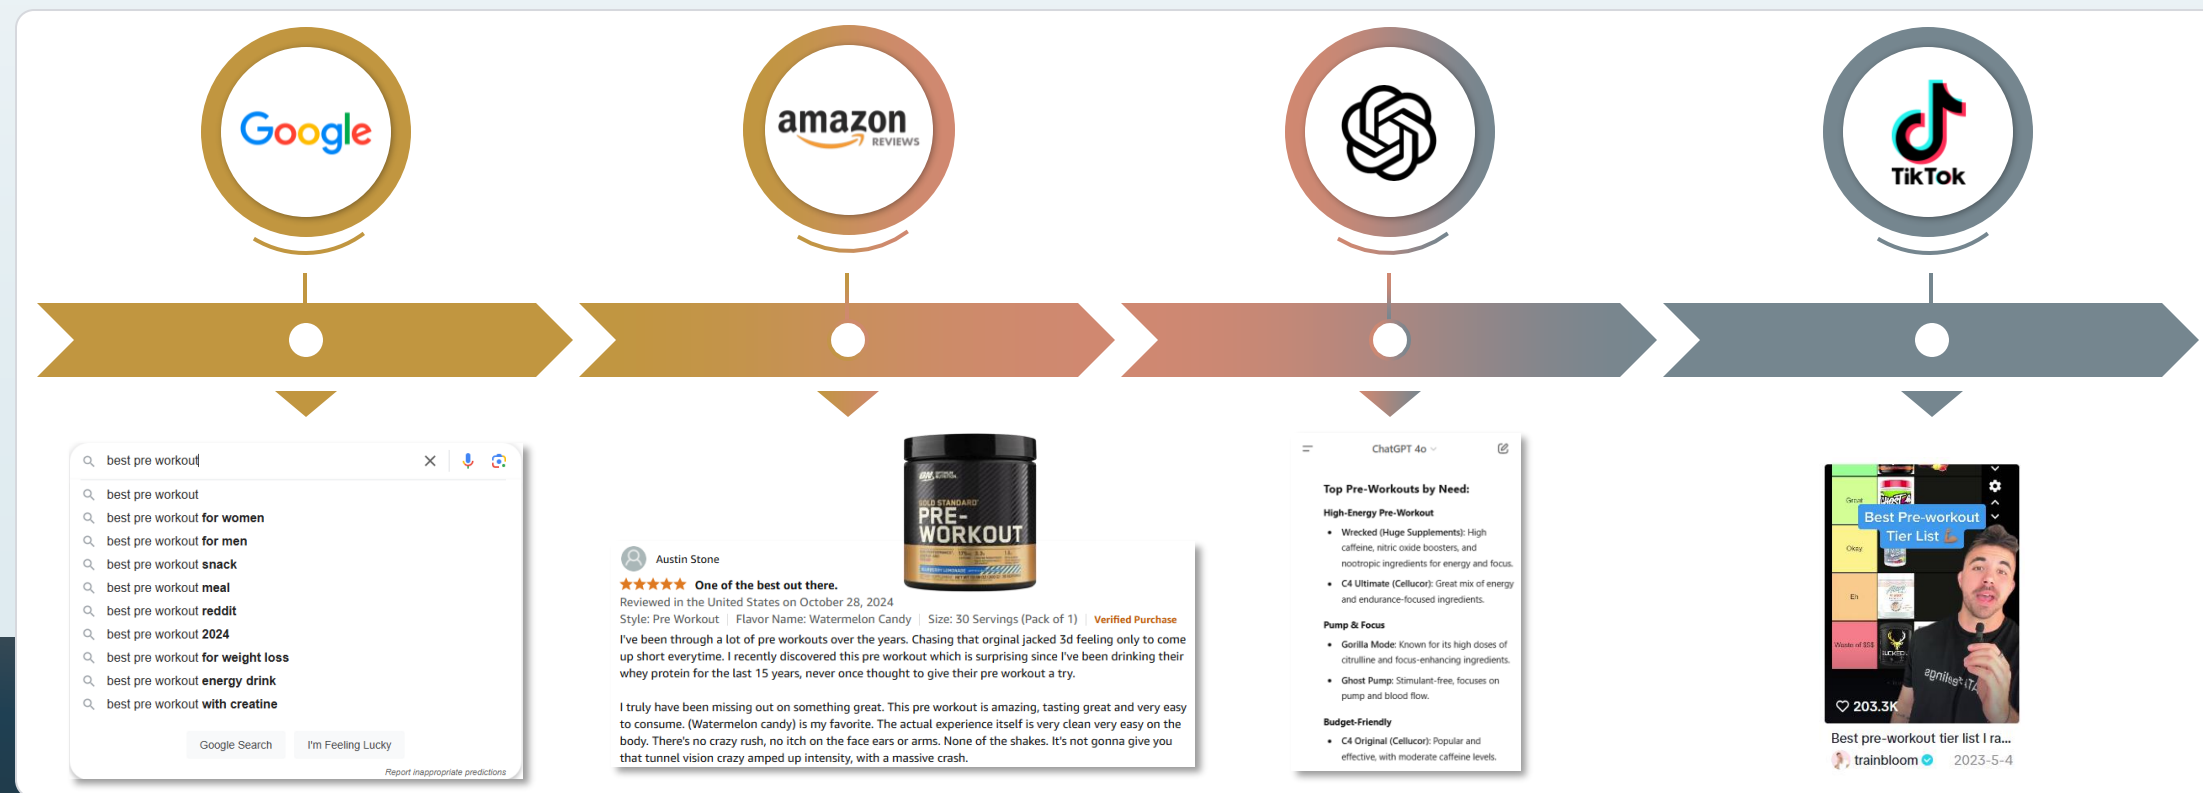 Google
amazon
REVIEWS
TikTok
best pre workout
best pre workout
best pre workout for women
best pre workout for men
best pre workout snack
best pre workout meal
best pre workout reddit
best pre workout 2024
best pre workout for weight loss
best pre workout energy drink
best pre workout with creatine
Google Search
I'm Feeling Lucky
Report inappropriate predictions
ON
GOLD STANDARD
PRE-
WORKOUT
Austin Stone
One of the best out there.
Reviewed in the United States on October 28, 2024
Style: Pre Workout | Flavor Name: Watermelon Candy | Size: 30 Servings (Pack of 1) | Verified Purchase
I've been through a lot of pre workouts over the years. Chasing that orginal jacked 3d feeling only to come
up short everytime. I recently discovered this pre workout which is surprising since I've been drinking their
whey protein for the last 15 years, never once thought to give their pre workout a try.
I truly have been missing out on something great. This pre workout is amazing, tasting great and very easy
to consume. (Watermelon candy) is my favorite. The actual experience itself is very clean very easy on the
body. There's no crazy rush, no itch on the face ears or arms. None of the shakes. It's not gonna give you
that tunnel vision crazy amped up intensity, with a massive crash.
ChatGPT 4o
Top Pre-Workouts by Need:
High-Energy Pre-Workout
• Wrecked (Huge Supplements): High
caffeine, nitric oxide boosters, and
nootropic ingredients for energy and focus.
• C4 Ultimate (Cellucor): Great mix of energy
and endurance-focused ingredients.
Pump & Focus
• Gorilla Mode: Known for its high doses of
citrulline and focus-enhancing ingredients.
• Ghost Pump: Stimulant-free, focuses on
pump and blood flow.
Budget-Friendly
• C4 Original (Cellucor): Popular and
effective, with moderate caffeine levels.
Great
Best Pre-workout
Tier List
Okay
Eh
Waste of $$$
203.3K
Best pre-workout tier list I ra...
trainbloom
2023-5-4